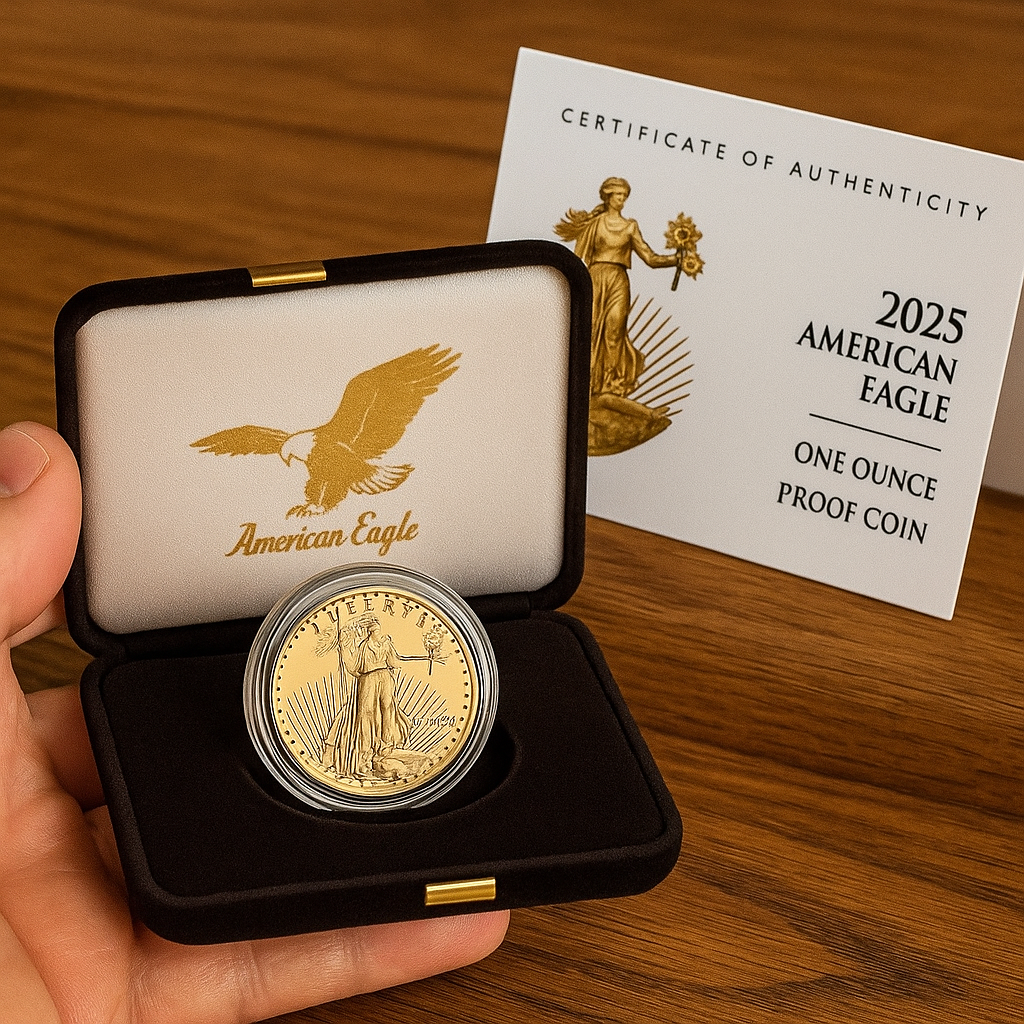 CERTIFICATE OF AUTHENTICITY
2025
AMERICAN
EAGLE
ONE OUNCE
PROOF COIN
American Eagle